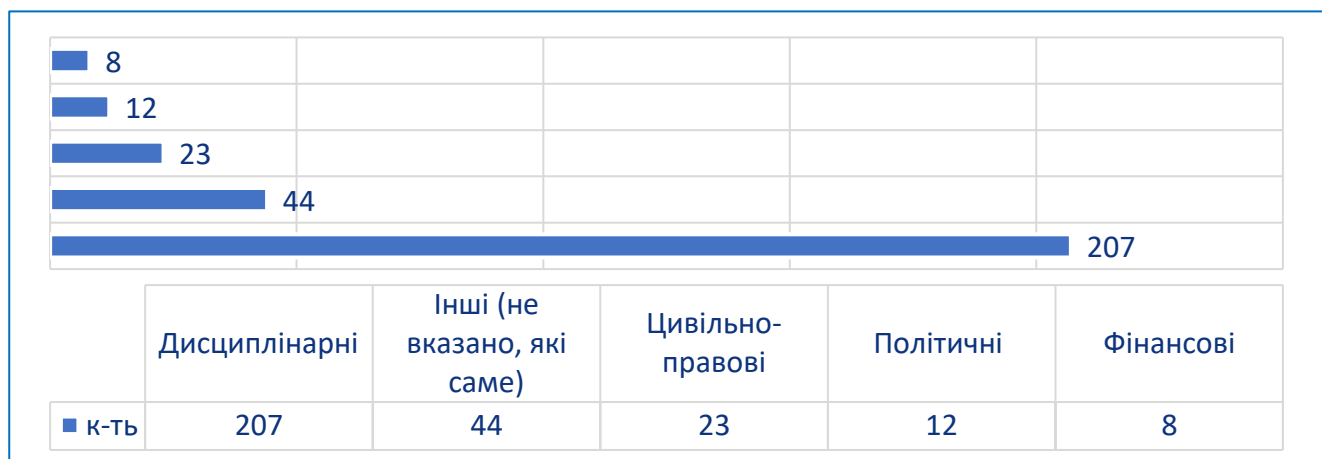 8
12
23
44
207
Дисциплінарні
Інші (не
вказано, які
саме)
Цивільно-
правові
Політичні
Фінансові
к-ть 207 44 23 12 8